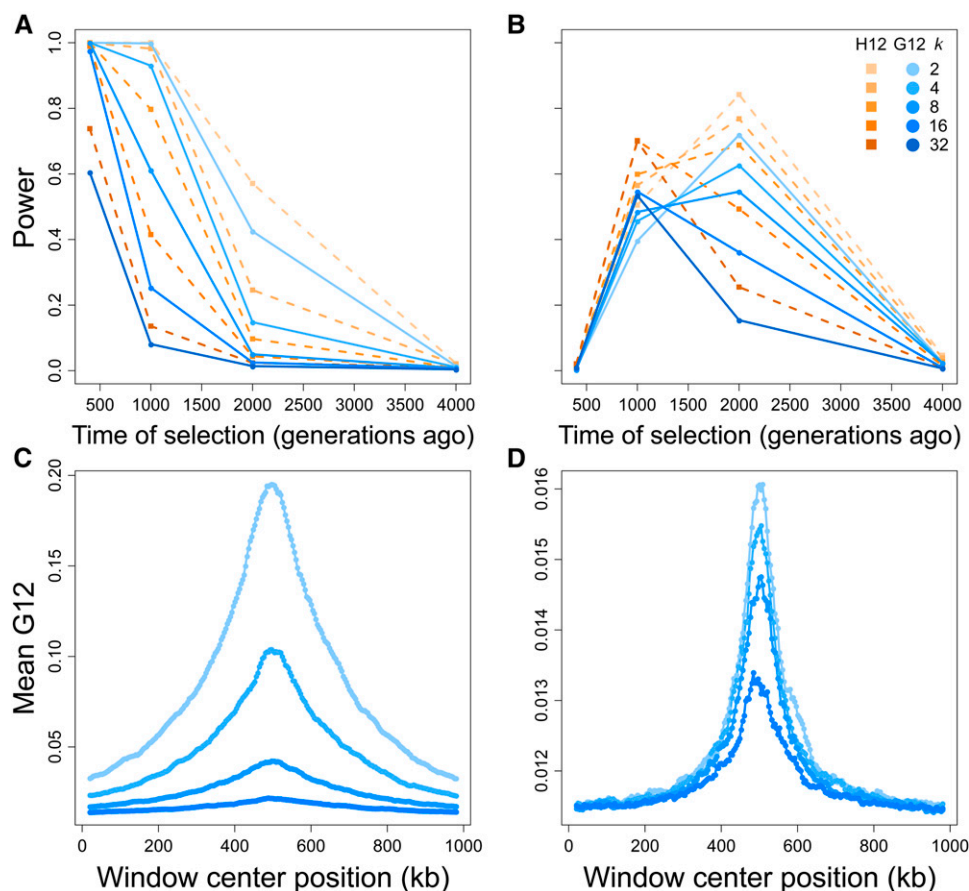 A
B
1.0
0.8
0.6
0.4
0.2
0.0
Power
H12 G12 k
2
4
8
16
32
500 1000 2000 2500 3000 3500 4000
500 1000 2000 2500 3000 3500 4000
Time of selection (generations ago)
Time of selection (generations ago)
C
D
0.20
0.15
0.10
0.05
Mean G12
0.016
0.015
0.014
0.013
0.012
0 200 400 600 800 1000
0 200 400 600 800 1000
Window center position (kb)
Window center position (kb)